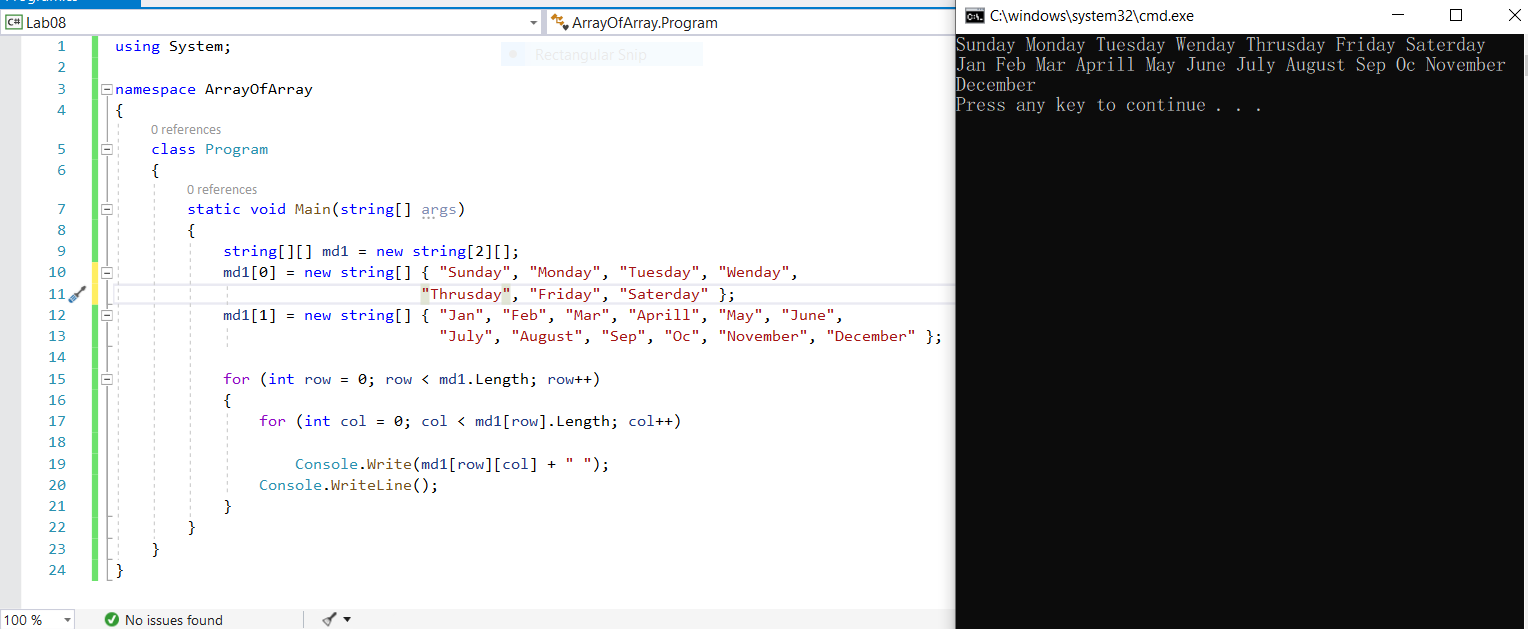 C# Lab08
ArrayOfArray.Program
Rectangular Snip
1 using System;
2
3 namespace ArrayOfArray
4 {
0 references
5 class Program
6 {
0 references
7 static void Main(string[] args)
8 {
9 string[][] md1 = new string[2][];
10 md1[0] = new string[] { "Sunday", "Monday", "Tuesday", "Wenday",
11 "Thrusday", "Friday", "Saterday" };
12 md1[1] = new string[] { "Jan", "Feb", "Mar", "Aprill", "May", "June",
13 "July", "August", "Sep", "Oc", "November", "December" };
14
15 for (int row = 0; row < md1.Length; row++)
16 {
17 for (int col = 0; col < md1[row].Length; col++)
18
19 Console.Write(md1[row][col] + " ");
20 Console.WriteLine();
21 }
22 }
23 }
24 }
100 %
No issues found
C:\windows\system32\cmd.exe
Sunday Monday Tuesday Wenday Thrusday Friday Saterday
Jan Feb Mar Aprill May June July August Sep Oc November
December
Press any key to continue . . .